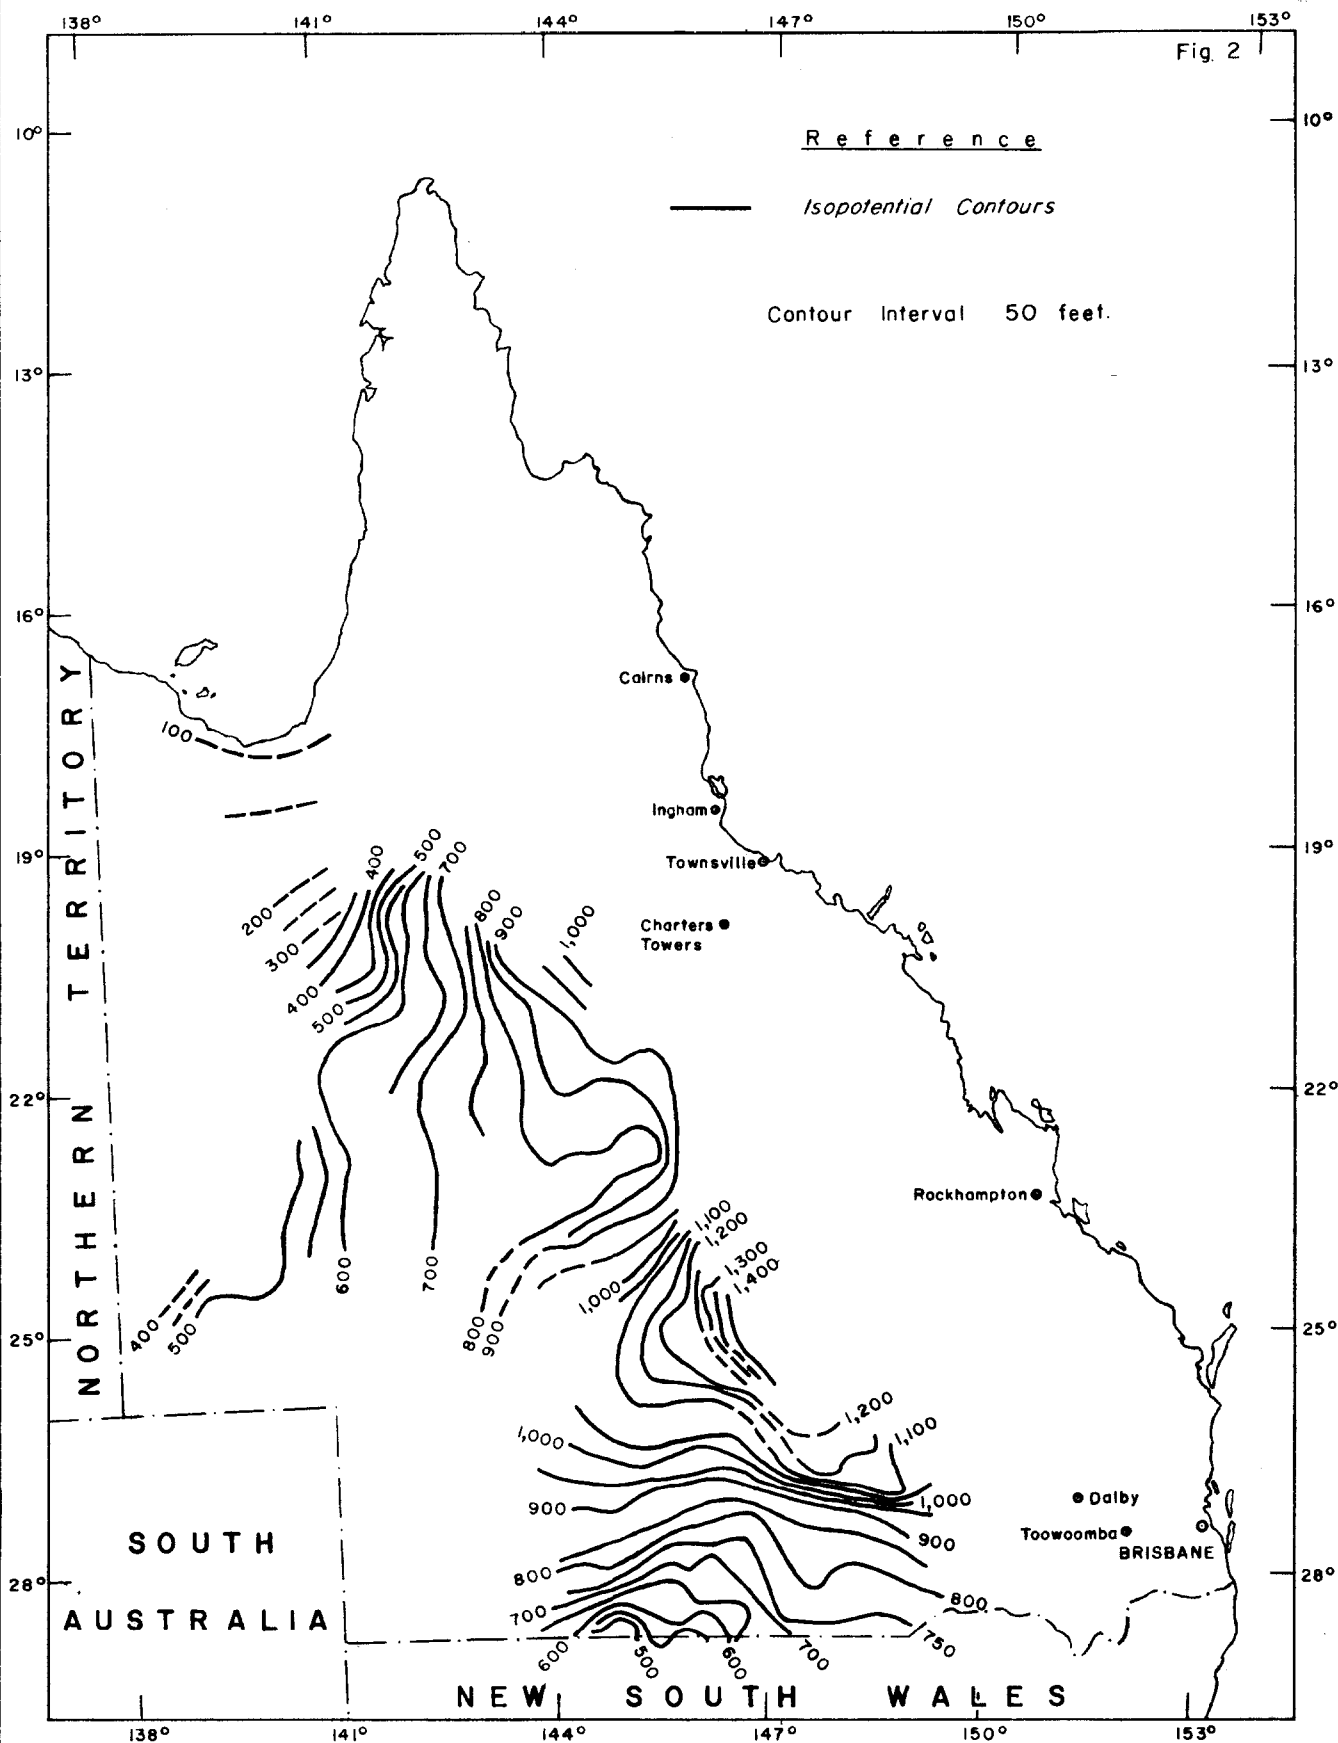 138° 141° 144° 147° 150° 153°
Fig. 2
10° 10°
Reference
Isopotential Contours
Contour Interval 50 feet.
13° 13°
16° 16°
Cairns
100
Ingham
19° 19°
Townsville
400 500 700
200
800 900 1,000
Charters
Towers
300
400
500
22° 22°
Rockhampton
1,100
1,200
1,300
1,400
600 700
1,000
400 500
800 900
25° 25°
NORTHERN TERRITORY
1,200
1,100
1,000
900
1,000
Dalby
Toowoomba
BRISBANE
900
SOUTH
AUSTRALIA
800
28° 28°
800
700
750
600 500 600 700
NEW SOUTH WALES
138° 141° 144° 147° 150° 153°